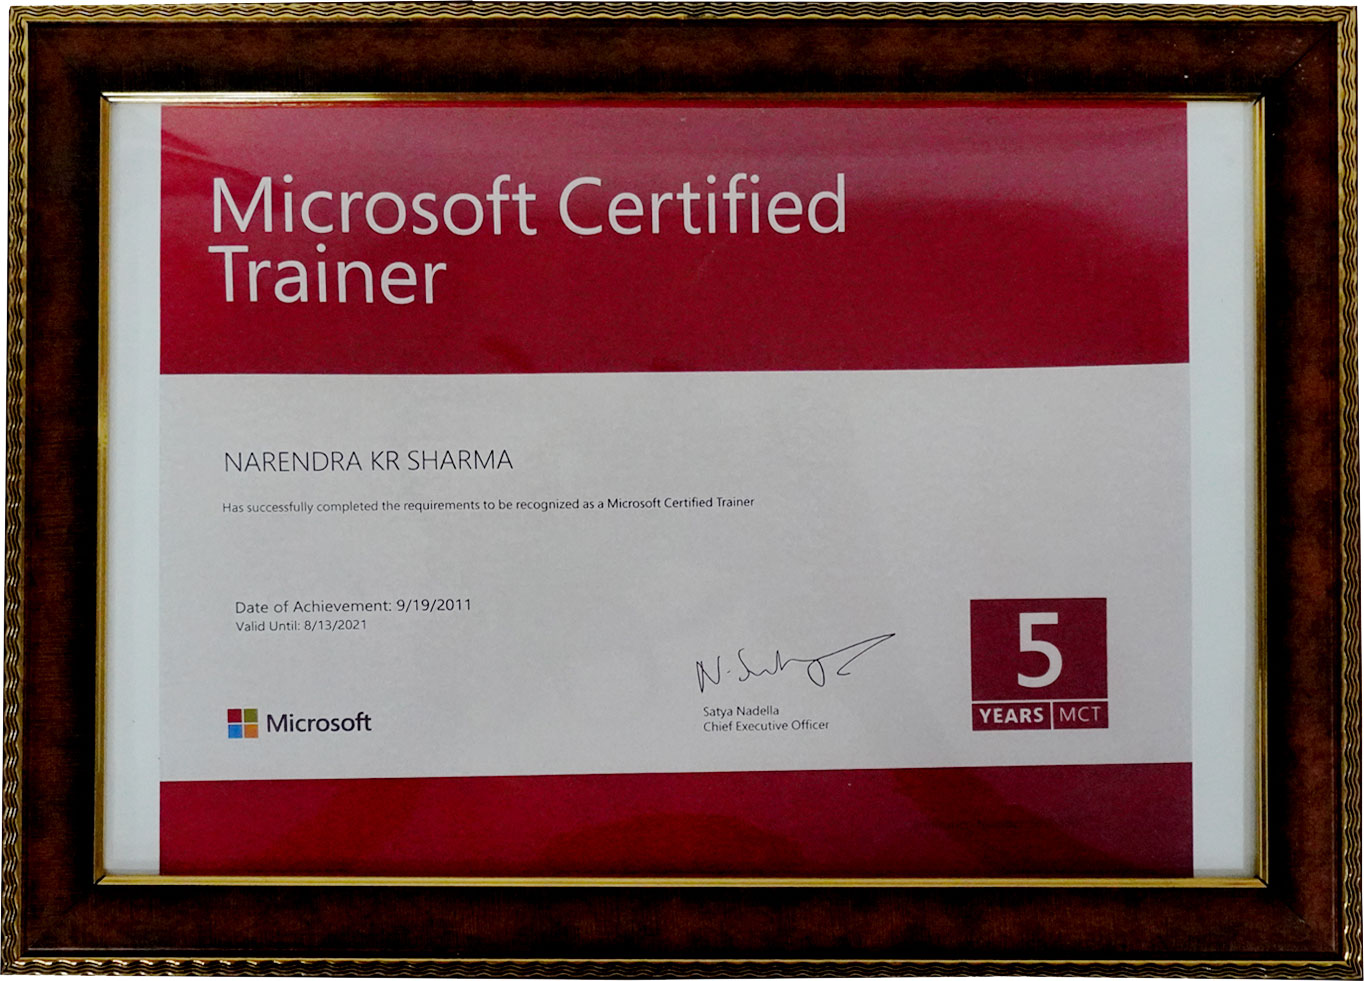 Microsoft Certified
Trainer
NARENDRA KR SHARMA
Has successfully completed the requirements to be recognized as a Microsoft Certified Trainer
Date of Achievement: 9/19/2011
Valid Until: 8/13/2021
Microsoft
Satya Nadella
Chief Executive Officer
5
YEARS MCT